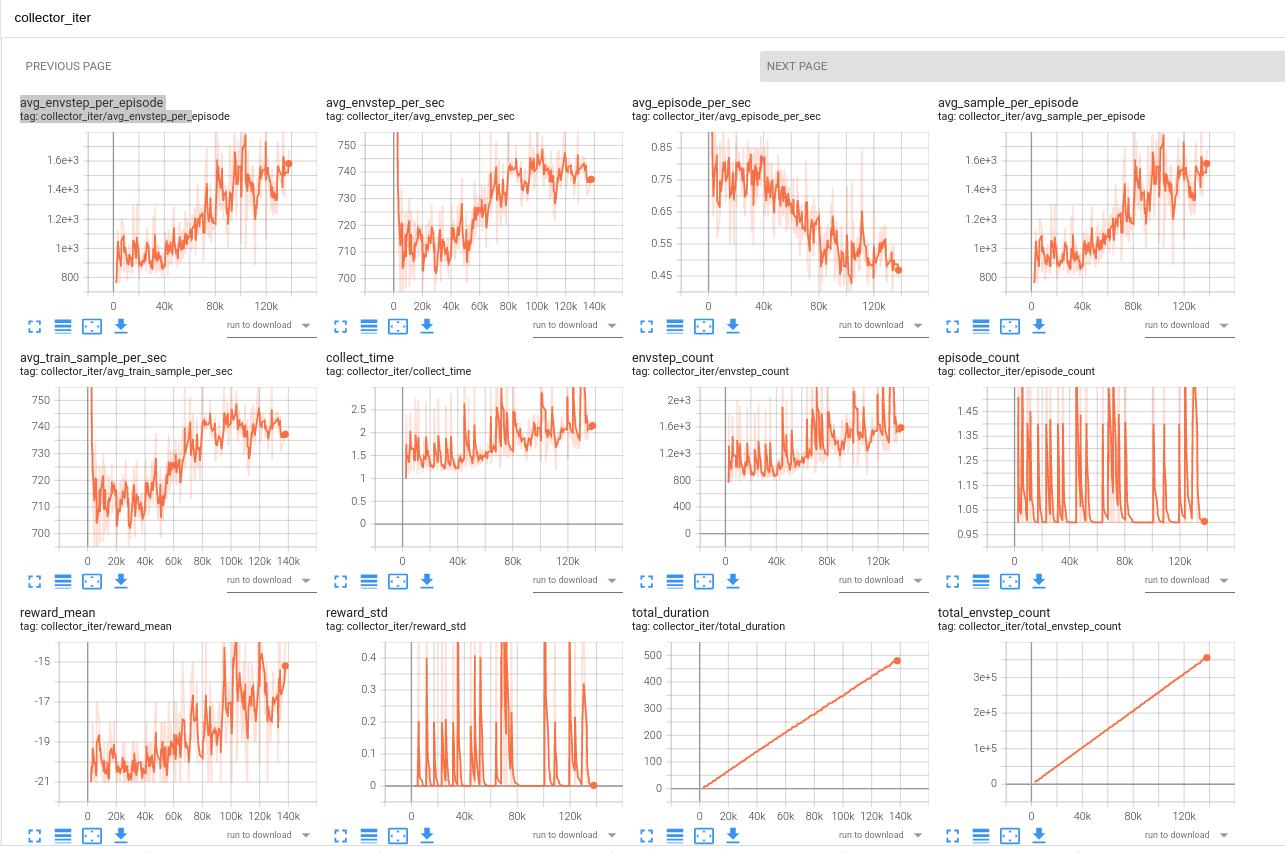 collector_iter
PREVIOUS PAGE NEXT PAGE
avg_envstep_per_episode
tag: collector_iter/avg_envstep_per_episode
1.6e+3
1.4e+3
1.2e+3
1e+3
800
0 40k 80k 120k
run to download
avg_envstep_per_sec
tag: collector_iter/avg_envstep_per_sec
750
740
730
720
710
700
0 20k 40k 60k 80k 100k 120k 140k
run to download
avg_episode_per_sec
tag: collector_iter/avg_episode_per_sec
0.85
0.75
0.65
0.55
0.45
0 40k 80k 120k
run to download
avg_sample_per_episode
tag: collector_iter/avg_sample_per_episode
1.6e+3
1.4e+3
1.2e+3
1e+3
800
0 40k 80k 120k
run to download
avg_train_sample_per_sec
tag: collector_iter/avg_train_sample_per_sec
750
740
730
720
710
700
0 20k 40k 60k 80k 100k 120k 140k
run to download
collect_time
tag: collector_iter/collect_time
2.5
2
1.5
1
0.5
0
0 40k 80k 120k
run to download
envstep_count
tag: collector_iter/envstep_count
2e+3
1.6e+3
1.2e+3
800
400
0
0 40k 80k 120k
run to download
episode_count
tag: collector_iter/episode_count
1.45
1.35
1.25
1.15
1.05
0.95
0 40k 80k 120k
run to download
reward_mean
tag: collector_iter/reward_mean
-15
-17
-19
-21
0 20k 40k 60k 80k 100k 120k 140k
run to download
reward_std
tag: collector_iter/reward_std
0.4
0.3
0.2
0.1
0
0 40k 80k 120k
run to download
total_duration
tag: collector_iter/total_duration
500
400
300
200
100
0
0 20k 40k 60k 80k 100k 120k 140k
run to download
total_envstep_count
tag: collector_iter/total_envstep_count
3e+5
2e+5
1e+5
0
0 40k 80k 120k
run to download